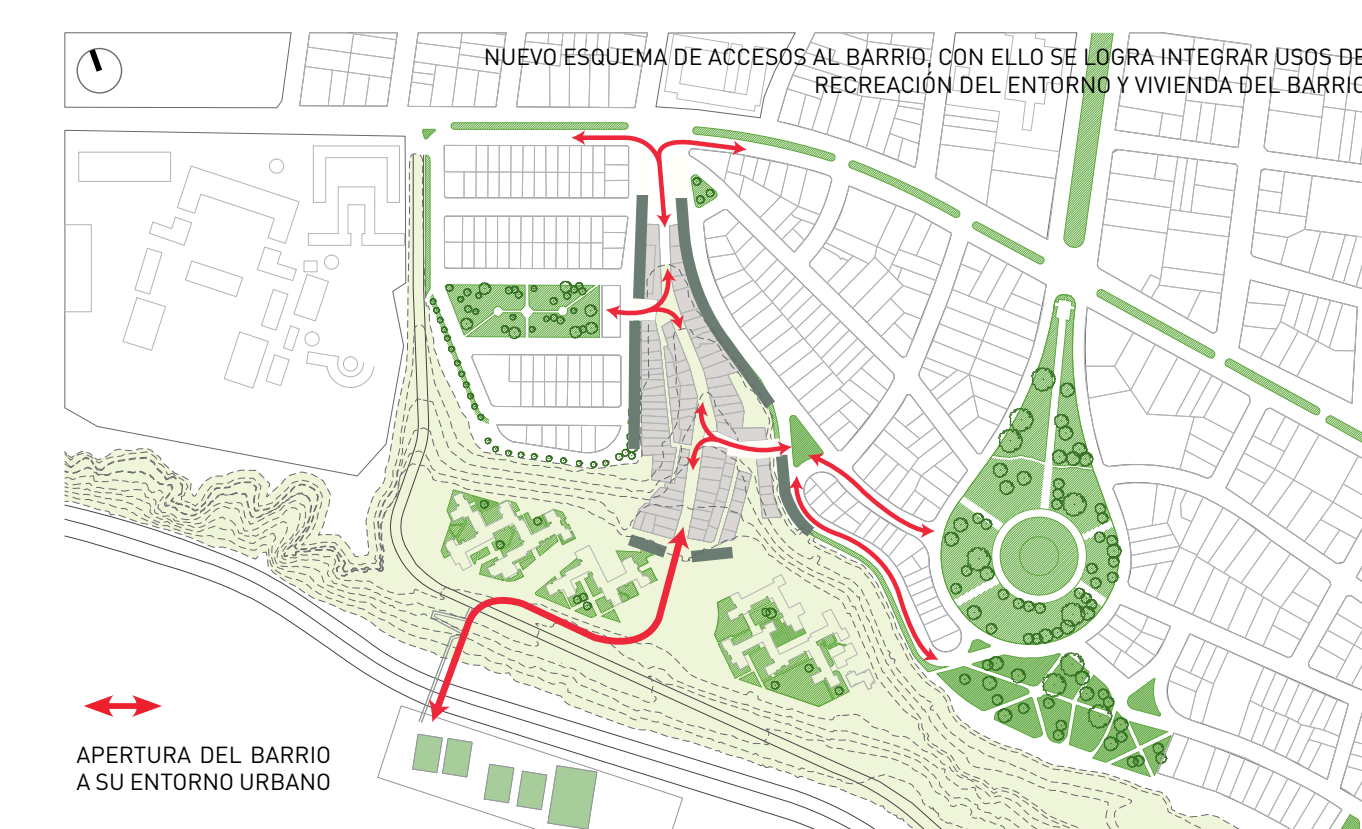 NUEVO ESQUEMA DE ACCESOS AL BARRIO, CON ELLO SE LOGRA INTEGRAR USOS DE
RECREACIÓN DEL ENTORNO Y VIVIENDA DEL BARRIO
APERTURA DEL BARRIO
A SU ENTORNO URBANO